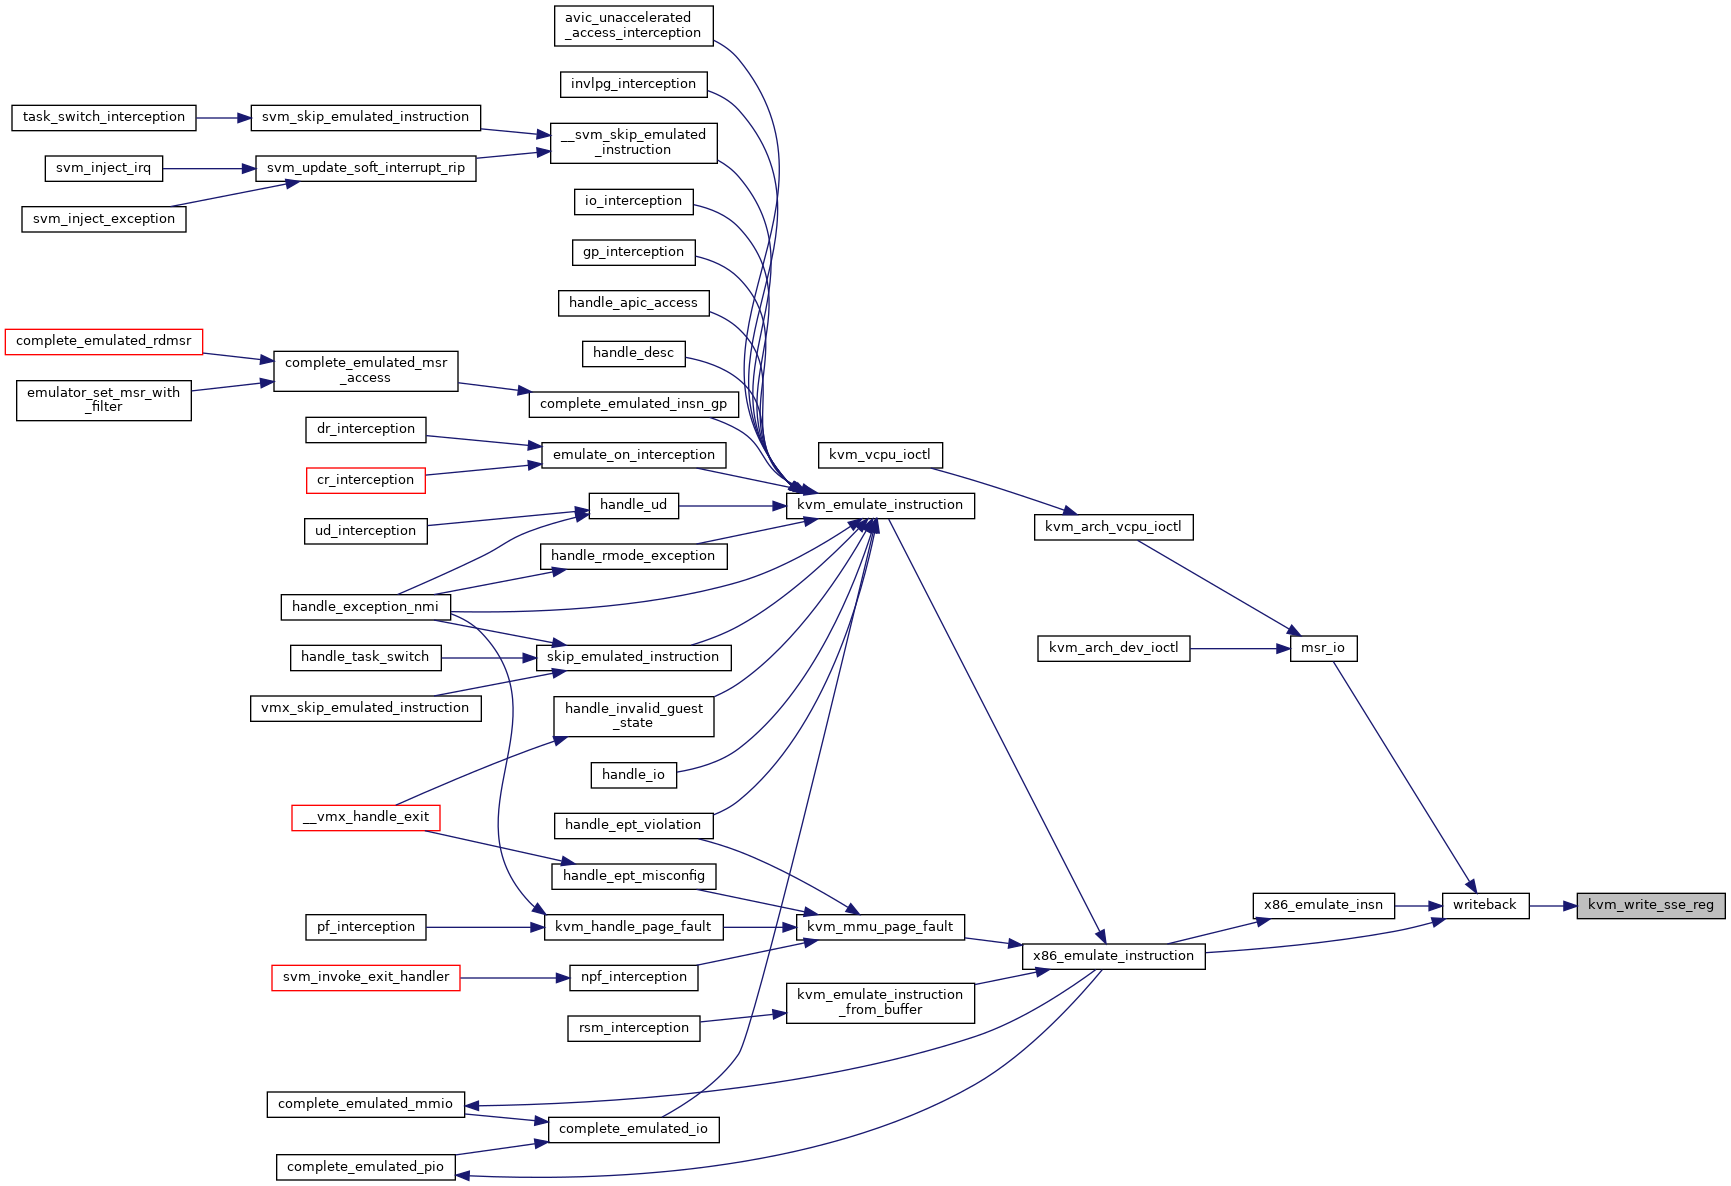 avic_unaccelerated
_access_interception
invlpg_interception
task_switch_interception
svm_skip_emulated_instruction
__svm_skip_emulated
_instruction
svm_inject_irq
svm_update_soft_interrupt_rip
io_interception
svm_inject_exception
gp_interception
handle_apic_access
complete_emulated_rdmsr
handle_desc
complete_emulated_msr
_access
emulator_set_msr_with
_filter
complete_emulated_insn_gp
dr_interception
emulate_on_interception
kvm_vcpu_ioctl
cr_interception
handle_ud
kvm_emulate_instruction
ud_interception
kvm_arch_vcpu_ioctl
handle_rmode_exception
handle_exception_nmi
handle_task_switch
skip_emulated_instruction
kvm_arch_dev_ioctl
msr_io
vmx_skip_emulated_instruction
handle_invalid_guest
_state
handle_io
__vmx_handle_exit
handle_ept_violation
handle_ept_misconfig
x86_emulate_insn
writeback
kvm_write_sse_reg
pf_interception
kvm_handle_page_fault
kvm_mmu_page_fault
x86_emulate_instruction
svm_invoke_exit_handler
npf_interception
kvm_emulate_instruction
_from_buffer
rsm_interception
complete_emulated_mmio
complete_emulated_io
complete_emulated_pio